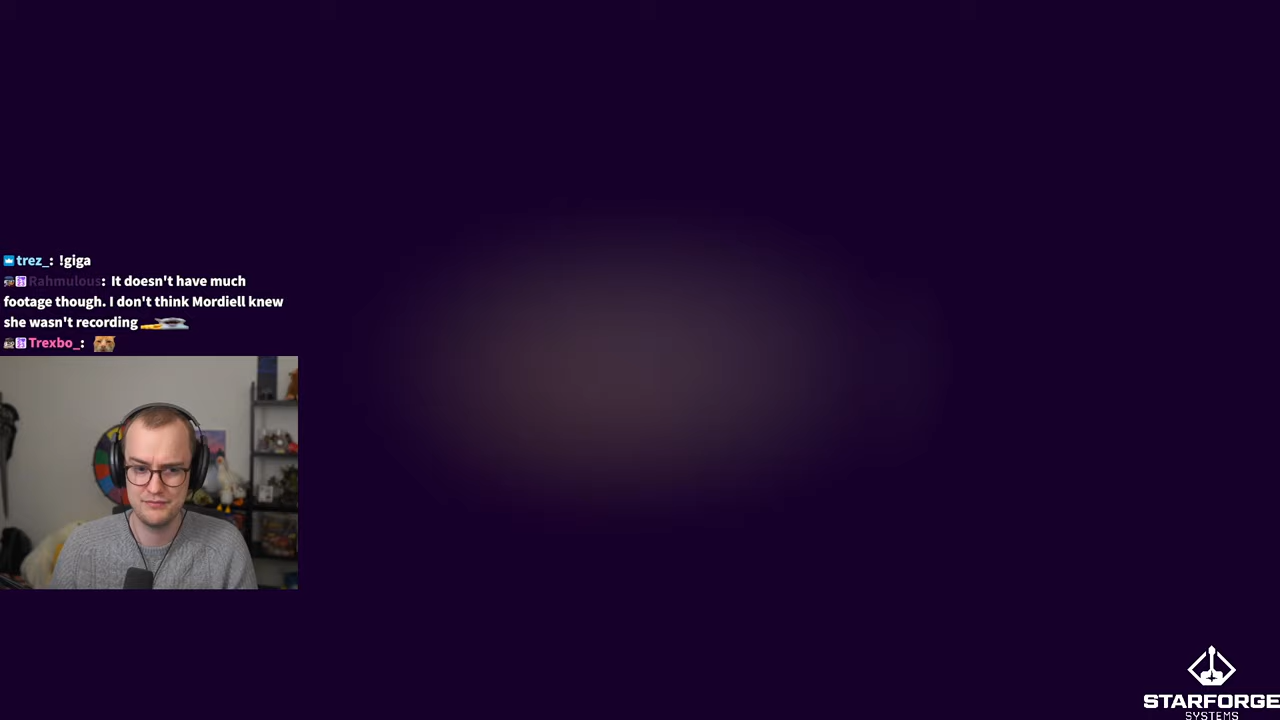 trez_: !giga
Rahmulous: It doesn't have much
footage though. I don't think Mordiell knew
she wasn't recording
Trexbo_:
STARFORGE
SYSTEMS